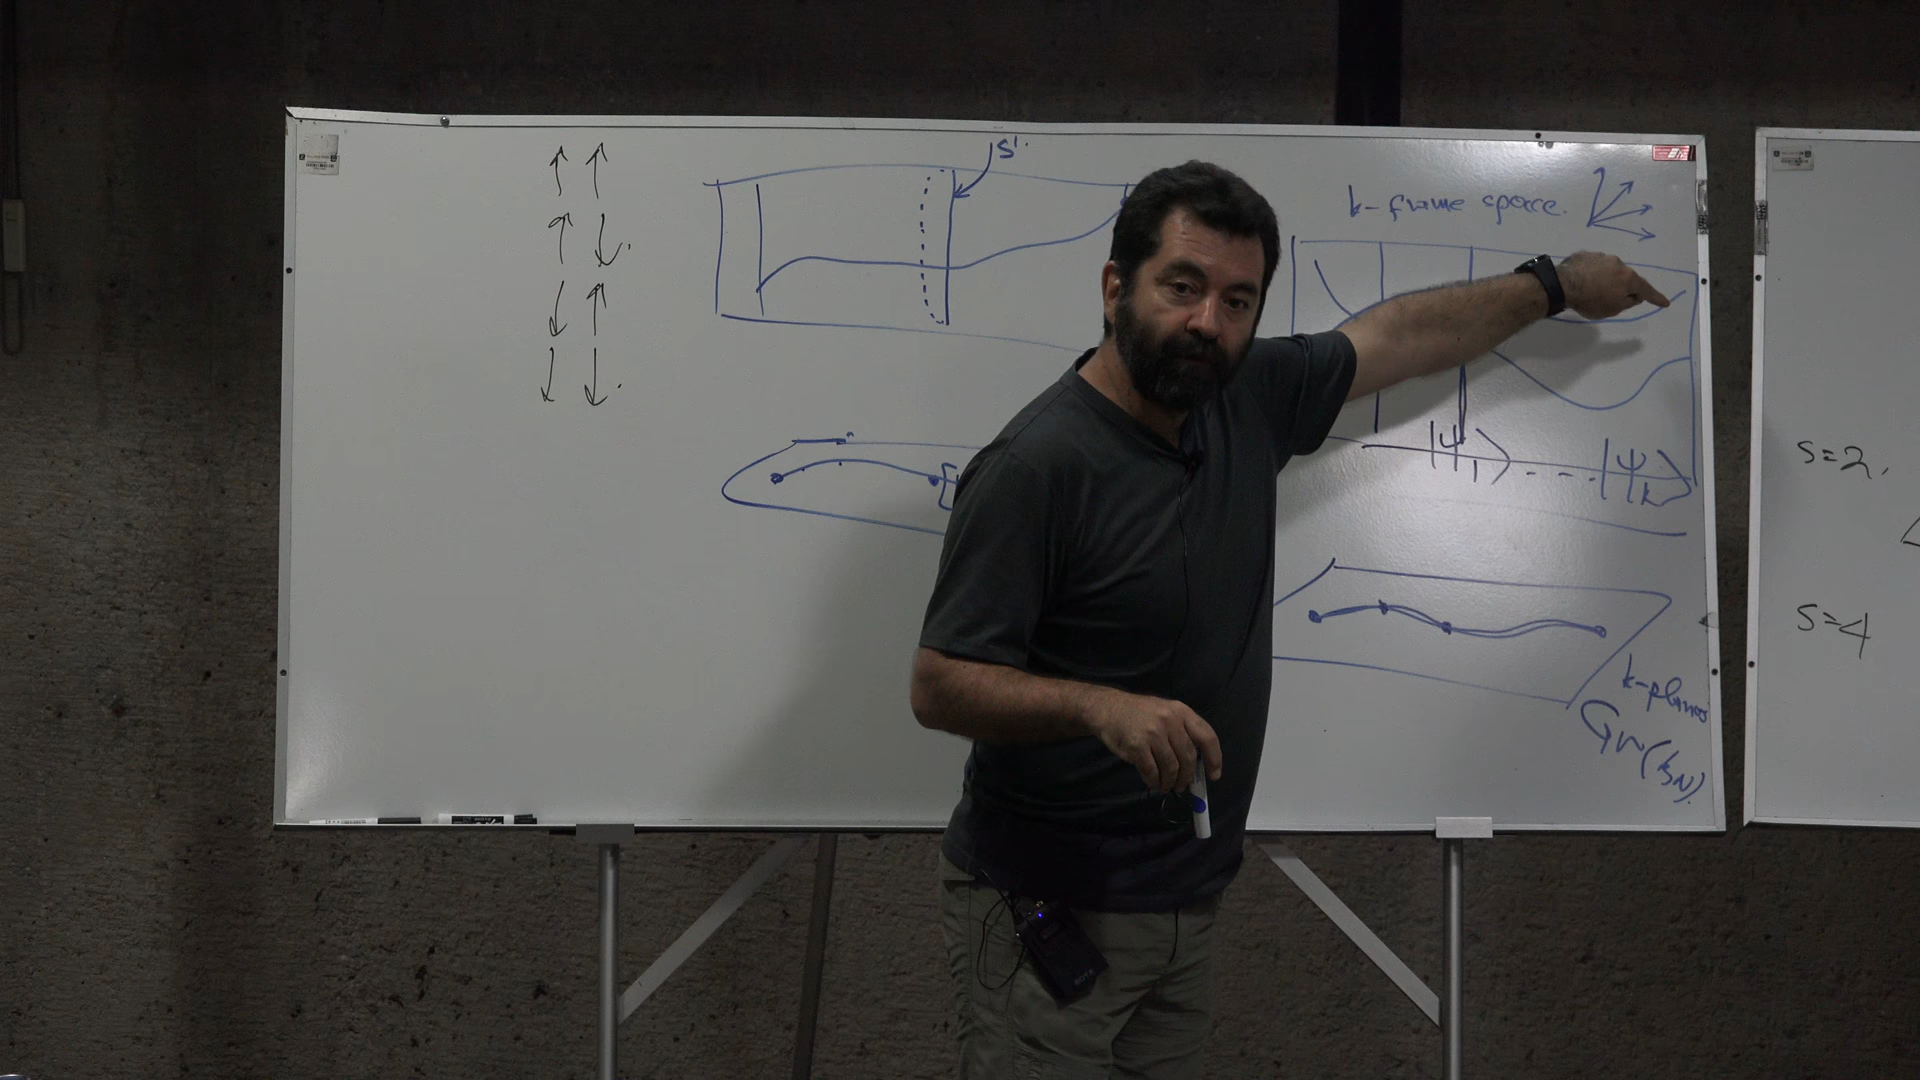 ↑ ↑
↑ ↓.
↓ ↑
↓ ↓.
S'.
k-frame space.
|ψ₁⟩ - - - |ψₖ⟩
k-planes
Gr(k,N).
S=2,
S=4